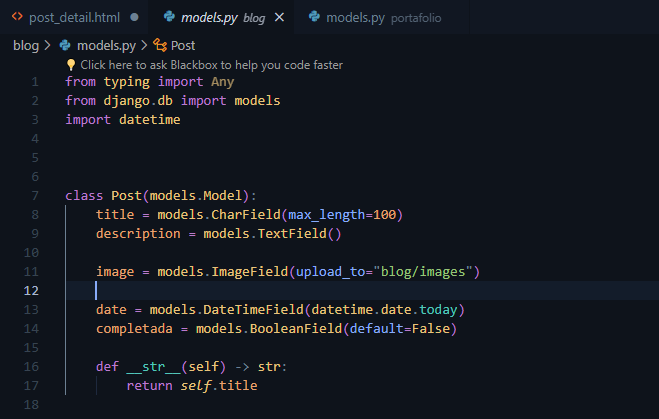 post_detail.html
models.py blog
models.py portafolio
blog > models.py > Post
Click here to ask Blackbox to help you code faster
1 from typing import Any
2 from django.db import models
3 import datetime
4
5
6
7 class Post(models.Model):
8 title = models.CharField(max_length=100)
9 description = models.TextField()
10
11 image = models.ImageField(upload_to="blog/images")
12
13 date = models.DateTimeField(datetime.date.today)
14 completada = models.BooleanField(default=False)
15
16 def __str__(self) -> str:
17 return self.title
18